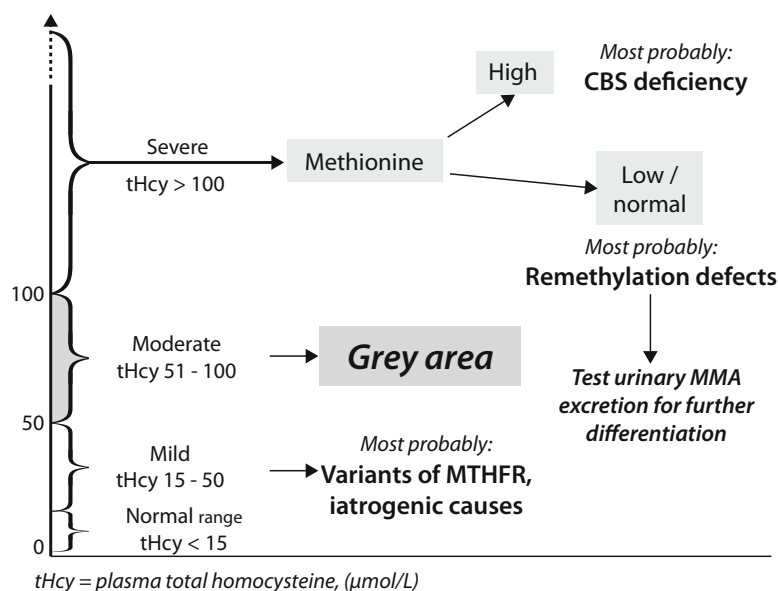 Most probably:
High
CBS deficiency
Severe
tHcy > 100
Methionine
Low /
normal
Most probably:
Remethylation defects
100
Moderate
tHcy 51 - 100
Grey area
Test urinary MMA
excretion for further
differentiation
50
Most probably:
Mild
tHcy 15 - 50
Variants of MTHFR,
iatrogenic causes
Normal range
tHcy < 15
0
tHcy = plasma total homocysteine, (µmol/L)